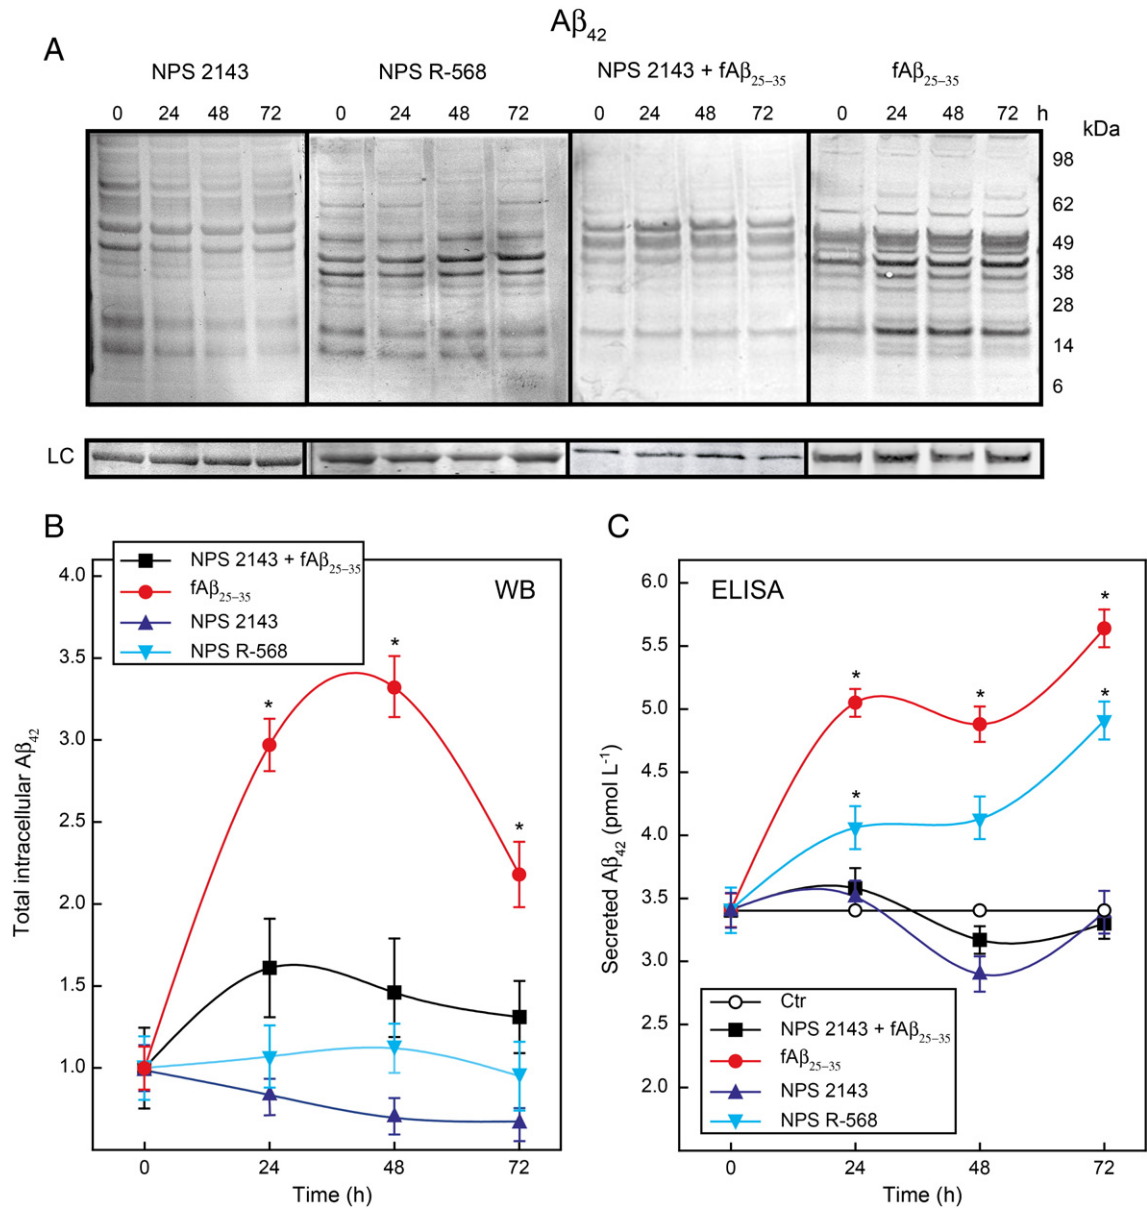 Aβ42
A
NPS 2143 NPS R-568 NPS 2143 + fAβ25–35 fAβ25–35
0 24 48 72 0 24 48 72 0 24 48 72 0 24 48 72 h
kDa
98
62
49
38
28
14
6
LC
B
NPS 2143 + fAβ25–35
fAβ25–35
NPS 2143
NPS R-568
WB
4.0
3.5
3.0
2.5
2.0
1.5
1.0
Total intracellular Aβ42
* * *
0 24 48 72
Time (h)
C
ELISA
6.0
5.5
5.0
4.5
4.0
3.5
3.0
2.5
2.0
Secreted Aβ42 (pmol L−1)
* * * * *
Ctr
NPS 2143 + fAβ25–35
fAβ25–35
NPS 2143
NPS R-568
0 24 48 72
Time (h)